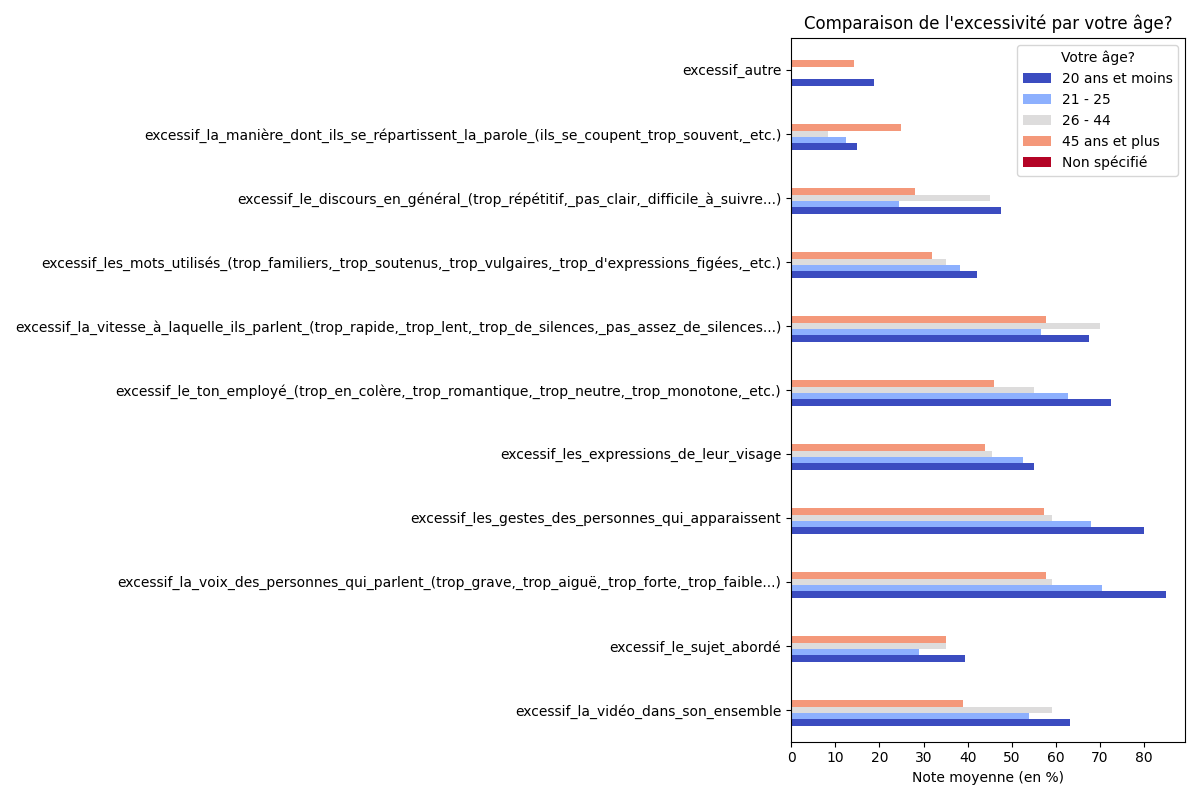 Comparaison de l'excessivité par votre âge?
Votre âge?
20 ans et moins
21 - 25
26 - 44
45 ans et plus
Non spécifié
excessif_autre
excessif_la_manière_dont_ils_se_répartissent_la_parole_(ils_se_coupent_trop_souvent,_etc.)
excessif_le_discours_en_général_(trop_répétitif,_pas_clair,_difficile_à_suivre...)
excessif_les_mots_utilisés_(trop_familiers,_trop_soutenus,_trop_vulgaires,_trop_d'expressions_figées,_etc.)
excessif_la_vitesse_à_laquelle_ils_parlent_(trop_rapide,_trop_lent,_trop_de_silences,_pas_assez_de_silences...)
excessif_le_ton_employé_(trop_en_colère,_trop_romantique,_trop_neutre,_trop_monotone,_etc.)
excessif_les_expressions_de_leur_visage
excessif_les_gestes_des_personnes_qui_apparaissent
excessif_la_voix_des_personnes_qui_parlent_(trop_grave,_trop_aiguë,_trop_forte,_trop_faible...)
excessif_le_sujet_abordé
excessif_la_vidéo_dans_son_ensemble
0 10 20 30 40 50 60 70 80
Note moyenne (en %)